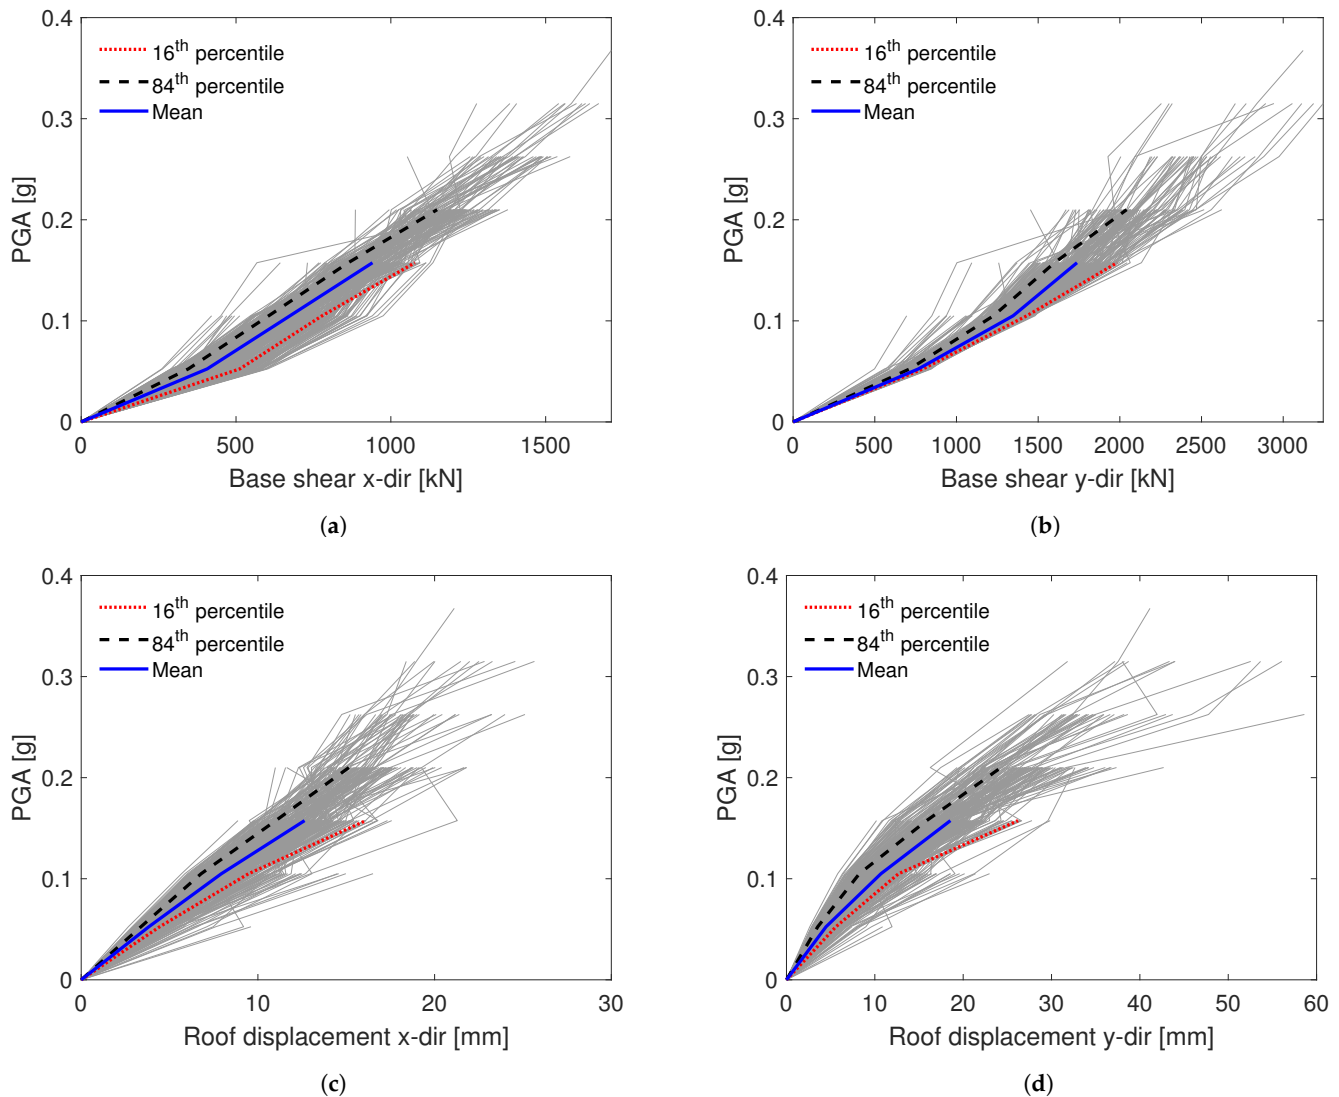 0.4
0.3
0.2
0.1
0
PGA [g]
16th percentile
84th percentile
Mean
0 500 1000 1500
Base shear x-dir [kN]
(a)
0.4
0.3
0.2
0.1
0
PGA [g]
16th percentile
84th percentile
Mean
0 500 1000 1500 2000 2500 3000
Base shear y-dir [kN]
(b)
0.4
0.3
0.2
0.1
0
PGA [g]
16th percentile
84th percentile
Mean
0 10 20 30
Roof displacement x-dir [mm]
(c)
0.4
0.3
0.2
0.1
0
PGA [g]
16th percentile
84th percentile
Mean
0 10 20 30 40 50 60
Roof displacement y-dir [mm]
(d)